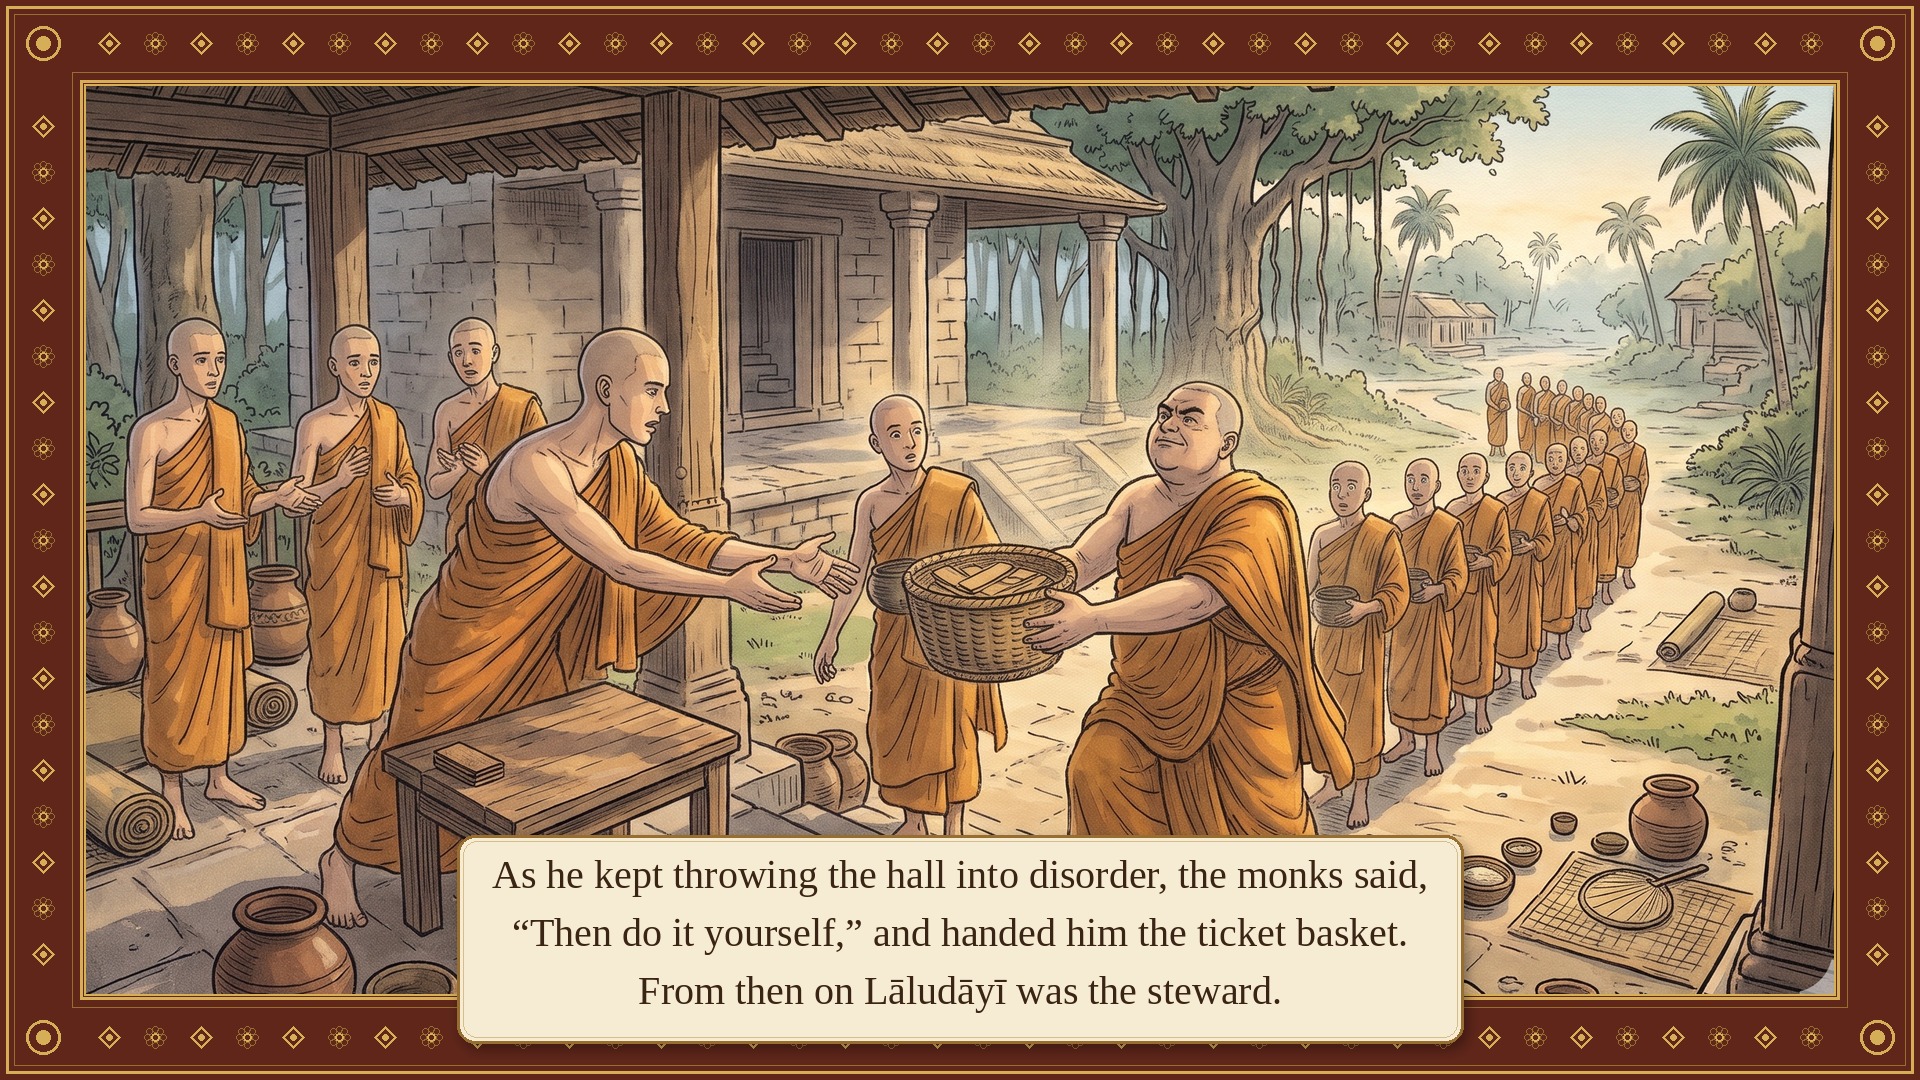 As he kept throwing the hall into disorder, the monks said,
“Then do it yourself,” and handed him the ticket basket.
From then on Lāludāyī was the steward.